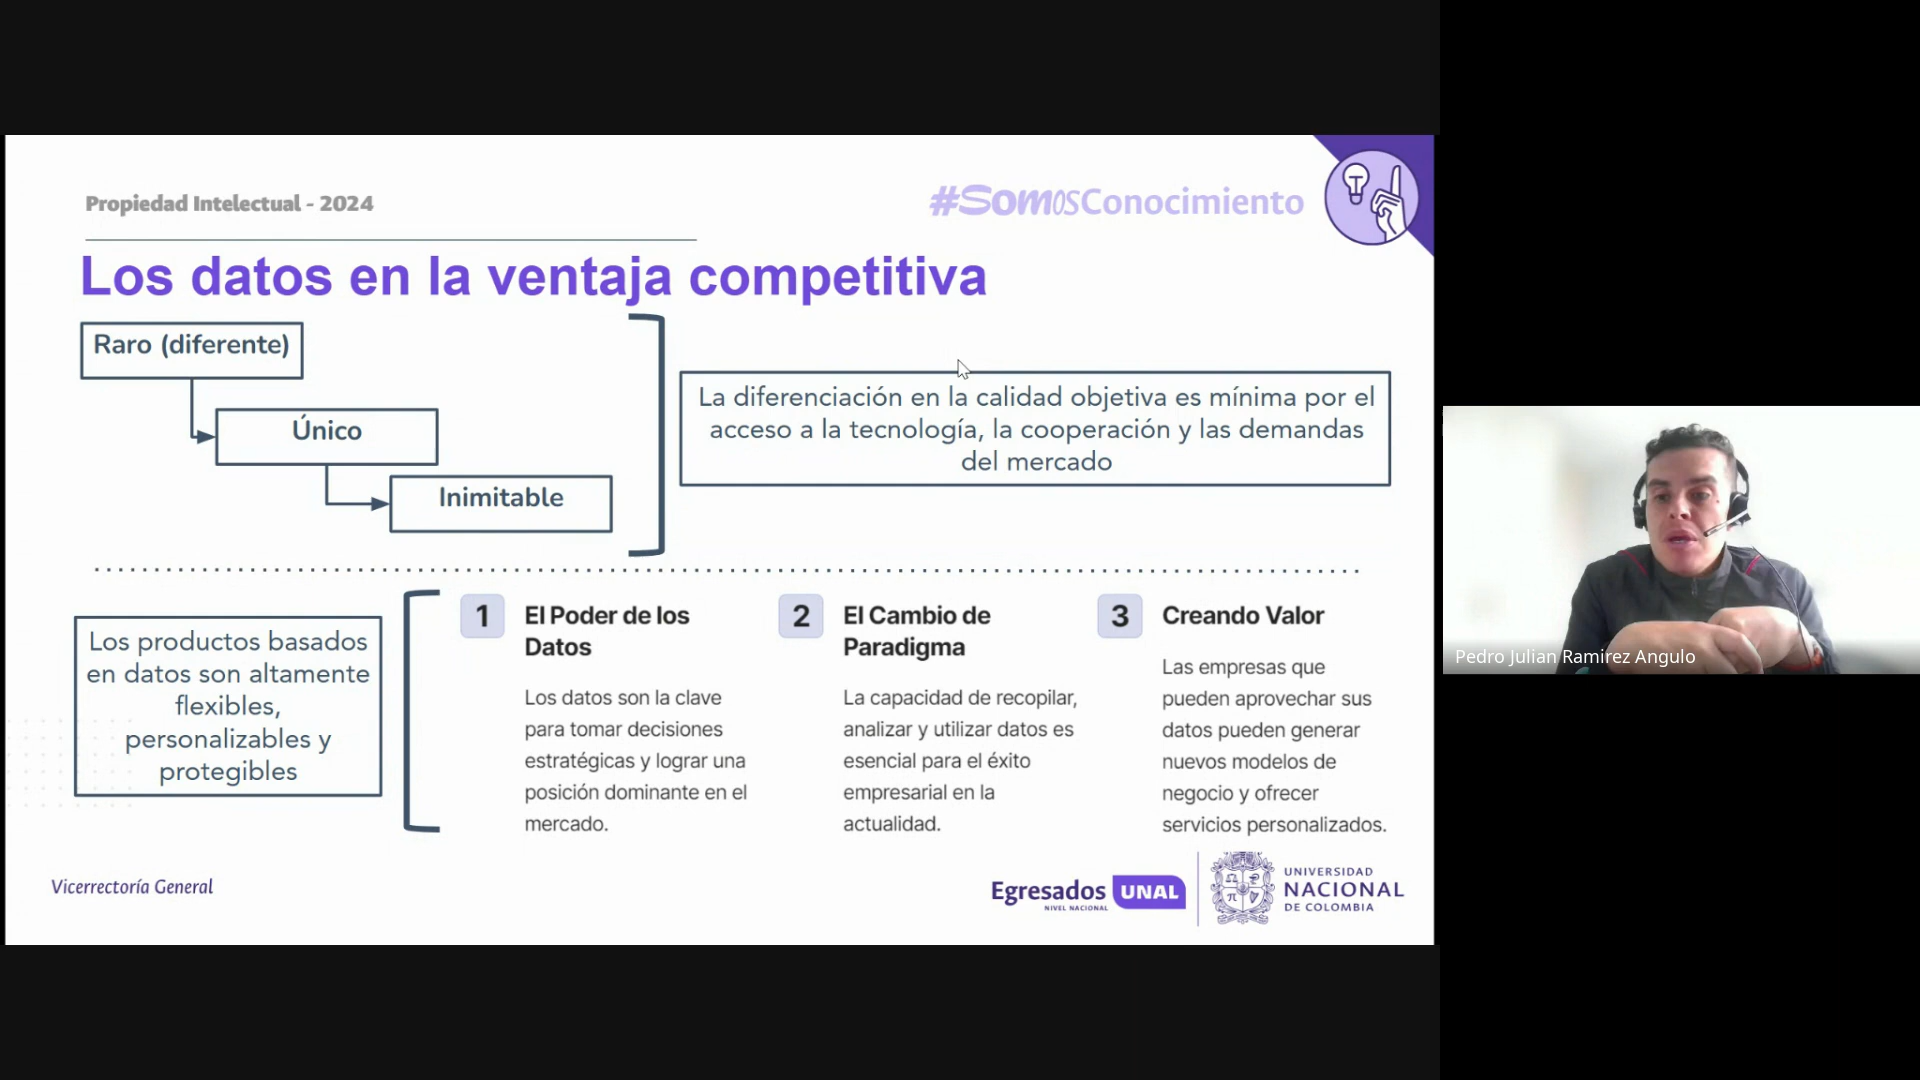 Propiedad Intelectual - 2024
#SomosConocimiento
Los datos en la ventaja competitiva
Raro (diferente)
Único
Inimitable
La diferenciación en la calidad objetiva es mínima por el
acceso a la tecnología, la cooperación y las demandas
del mercado
Los productos basados
en datos son altamente
flexibles,
personalizables y
protegibles
1
El Poder de los
Datos
Los datos son la clave
para tomar decisiones
estratégicas y lograr una
posición dominante en el
mercado.
2
El Cambio de
Paradigma
La capacidad de recopilar,
analizar y utilizar datos es
esencial para el éxito
empresarial en la
actualidad.
3
Creando Valor
Las empresas que
pueden aprovechar sus
datos pueden generar
nuevos modelos de
negocio y ofrecer
servicios personalizados.
Vicerrectoría General
Egresados UNAL
NIVEL NACIONAL
UNIVERSIDAD
NACIONAL
DE COLOMBIA
Pedro Julian Ramirez Angulo